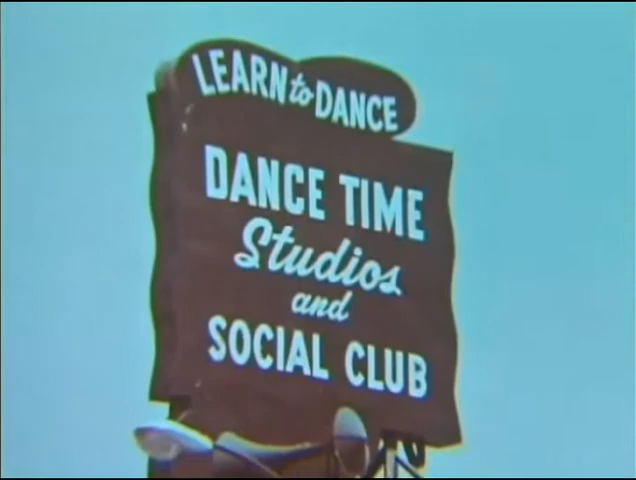 LEARN to DANCE
DANCE TIME
Studios
and
SOCIAL CLUB